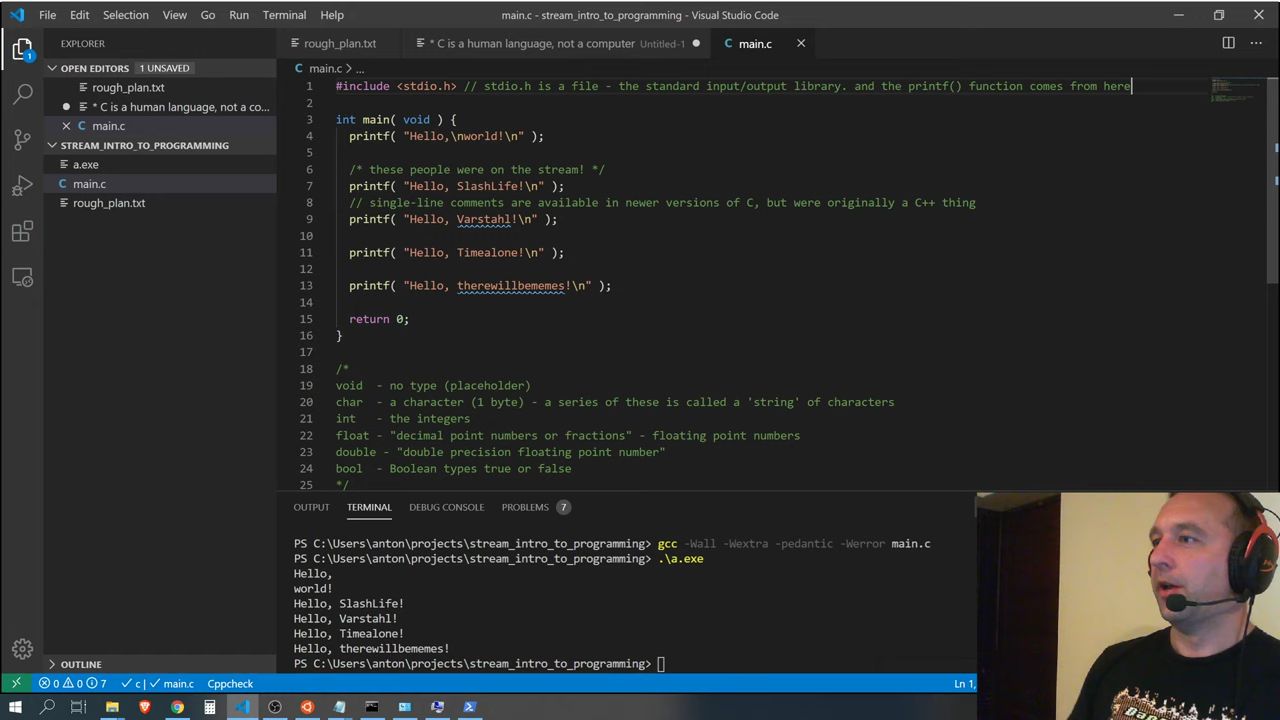 File Edit Selection View Go Run Terminal Help main.c - stream_intro_to_programming - Visual Studio Code
EXPLORER
OPEN EDITORS 1 UNSAVED
rough_plan.txt
* C is a human language, not a co...
main.c
STREAM_INTRO_TO_PROGRAMMING
a.exe
main.c
rough_plan.txt
OUTLINE
1
rough_plan.txt * C is a human language, not a computer Untitled-1 main.c
main.c > ...
1 #include <stdio.h> // stdio.h is a file - the standard input/output library. and the printf() function comes from here
2
3 int main( void ) {
4 printf( "Hello,\nworld!\n" );
5
6 /* these people were on the stream! */
7 printf( "Hello, SlashLife!\n" );
8 // single-line comments are available in newer versions of C, but were originally a C++ thing
9 printf( "Hello, Varstahl!\n" );
10
11 printf( "Hello, Timealone!\n" );
12
13 printf( "Hello, therewillbememes!\n" );
14
15 return 0;
16 }
17
18 /*
19 void - no type (placeholder)
20 char - a character (1 byte) - a series of these is called a 'string' of characters
21 int - the integers
22 float - "decimal point numbers or fractions" - floating point numbers
23 double - "double precision floating point number"
24 bool - Boolean types true or false
25 */
OUTPUT TERMINAL DEBUG CONSOLE PROBLEMS 7
PS C:\Users\anton\projects\stream_intro_to_programming> gcc -Wall -Wextra -pedantic -Werror main.c
PS C:\Users\anton\projects\stream_intro_to_programming> .\a.exe
Hello,
world!
Hello, SlashLife!
Hello, Varstahl!
Hello, Timealone!
Hello, therewillbememes!
PS C:\Users\anton\projects\stream_intro_to_programming>
0 0 7 c | main.c Cppcheck Ln 1,